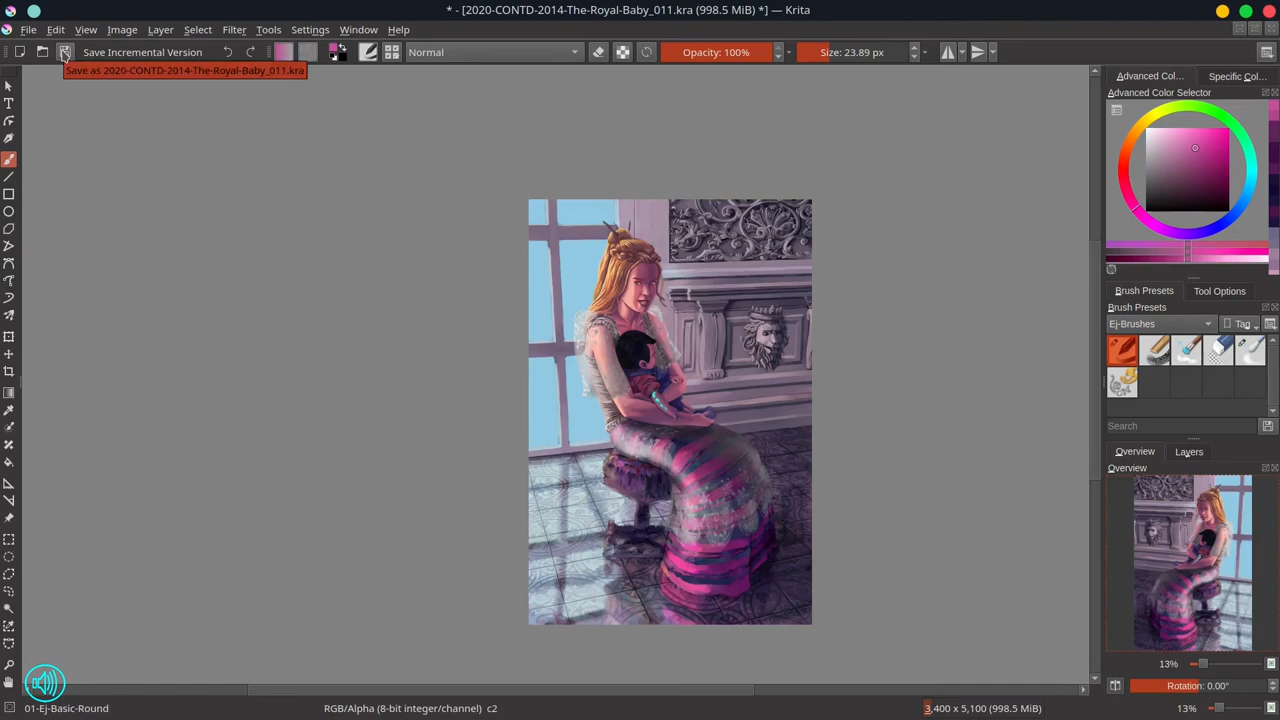 * - [2020-CONTD-2014-The-Royal-Baby_011.kra (998.5 MiB) *] — Krita
File Edit View Image Layer Select Filter Tools Settings Window Help
Save Incremental Version
Normal
Opacity: 100%
Size: 23.89 px
Save as 2020-CONTD-2014-The-Royal-Baby_011.kra
Advanced Col...
Specific Col...
Advanced Color Selector
Brush Presets
Tool Options
Brush Presets
Ej-Brushes
Tag
Search
Overview
Layers
Overview
13%
Rotation: 0.00°
01-Ej-Basic-Round
RGB/Alpha (8-bit integer/channel) c2
3,400 x 5,100 (998.5 MiB)
13%